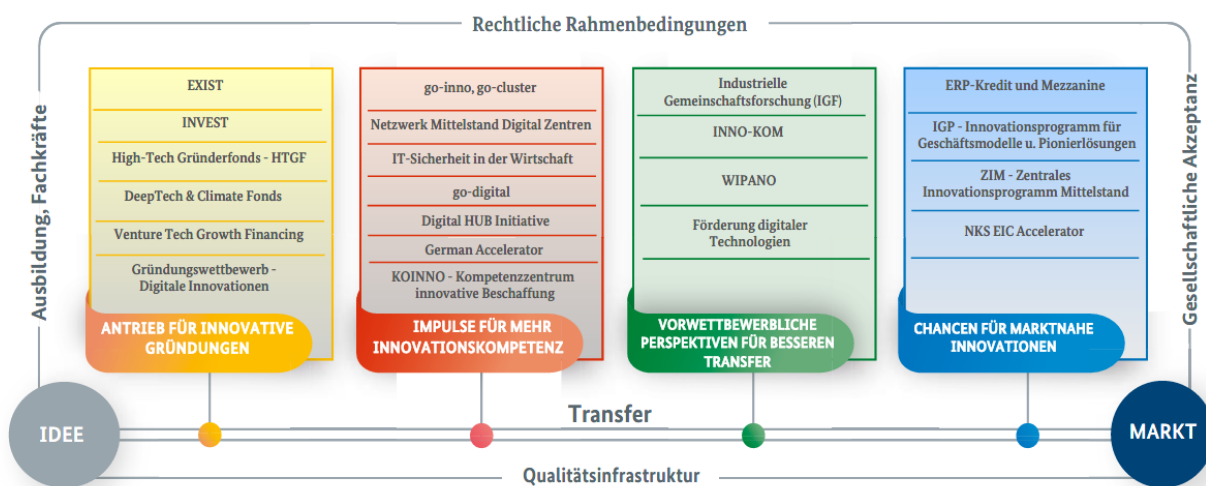 Rechtliche Rahmenbedingungen
Ausbildung, Fachkräfte
EXIST
INVEST
High-Tech Gründerfonds - HTGF
DeepTech & Climate Fonds
Venture Tech Growth Financing
Gründungswettbewerb -
Digitale Innovationen
ANTRIEB FÜR INNOVATIVE
GRÜNDUNGEN
go-inno, go-cluster
Netzwerk Mittelstand Digital Zentren
IT-Sicherheit in der Wirtschaft
go-digital
Digital HUB Initiative
German Accelerator
KOINNO - Kompetenzzentrum
innovative Beschaffung
IMPULSE FÜR MEHR
INNOVATIONSKOMPETENZ
Industrielle
Gemeinschaftsforschung (IGF)
INNO-KOM
WIPANO
Förderung digitaler
Technologien
VORWETTBEWERBLICHE
PERSPEKTIVEN FÜR BESSEREN
TRANSFER
ERP-Kredit und Mezzanine
IGP - Innovationsprogramm für
Geschäftsmodelle u. Pionierlösungen
ZIM - Zentrales
Innovationsprogramm Mittelstand
NKS EIC Accelerator
CHANCEN FÜR MARKTNAHE
INNOVATIONEN
Gesellschaftliche Akzeptanz
IDEE
Transfer
MARKT
Qualitätsinfrastruktur